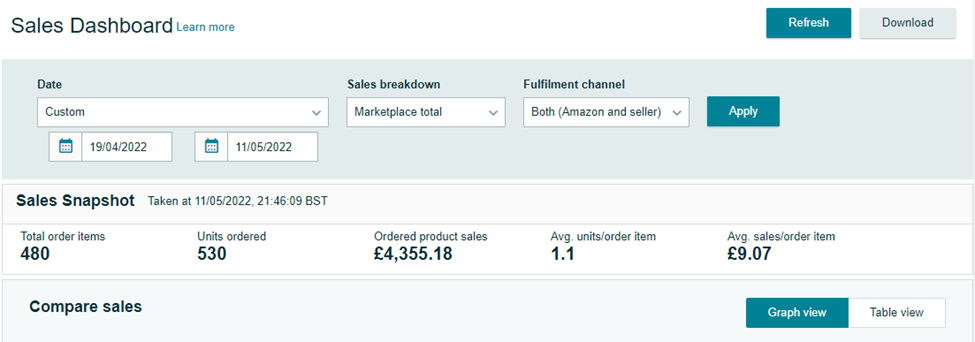 Sales Dashboard Learn more Refresh Download
Date Sales breakdown Fulfilment channel
Custom Marketplace total Both (Amazon and seller) Apply
19/04/2022 11/05/2022
Sales Snapshot Taken at 11/05/2022, 21:46:09 BST
Total order items Units ordered Ordered product sales Avg. units/order item Avg. sales/order item
480 530 £4,355.18 1.1 £9.07
Compare sales Graph view Table view